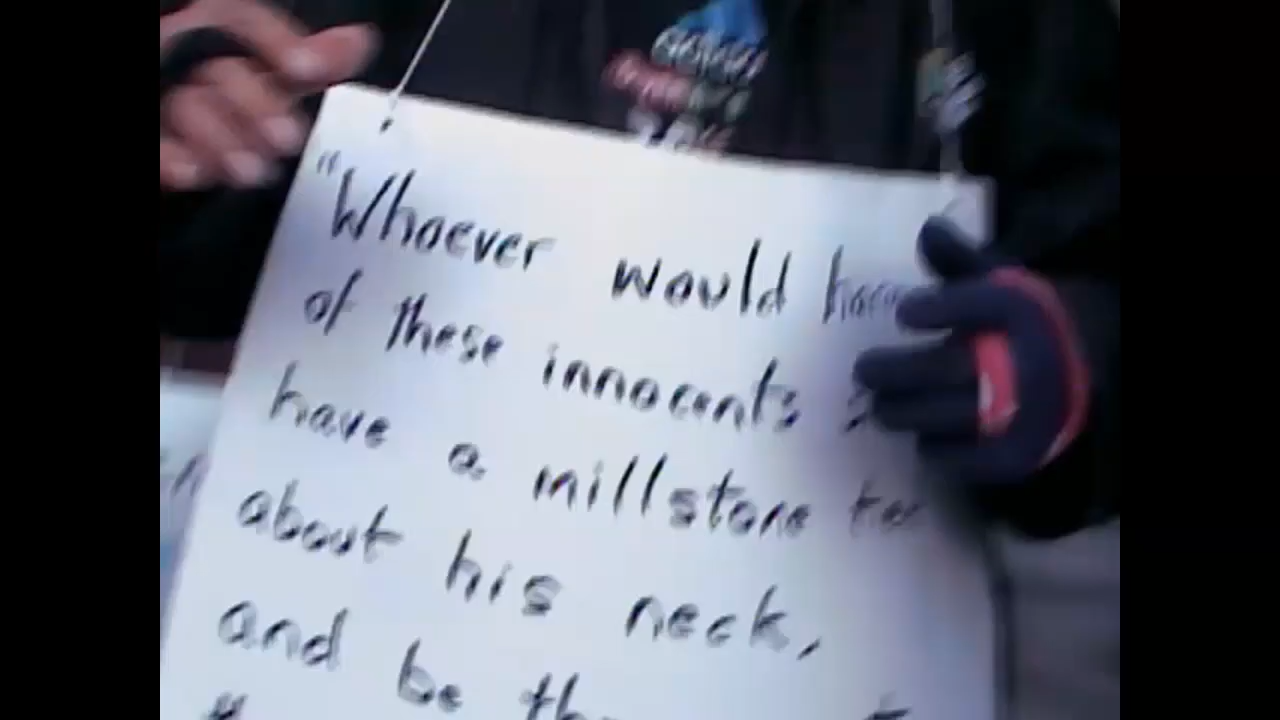 "Whoever would
of these innocents
have a millstone
about his neck,
and be